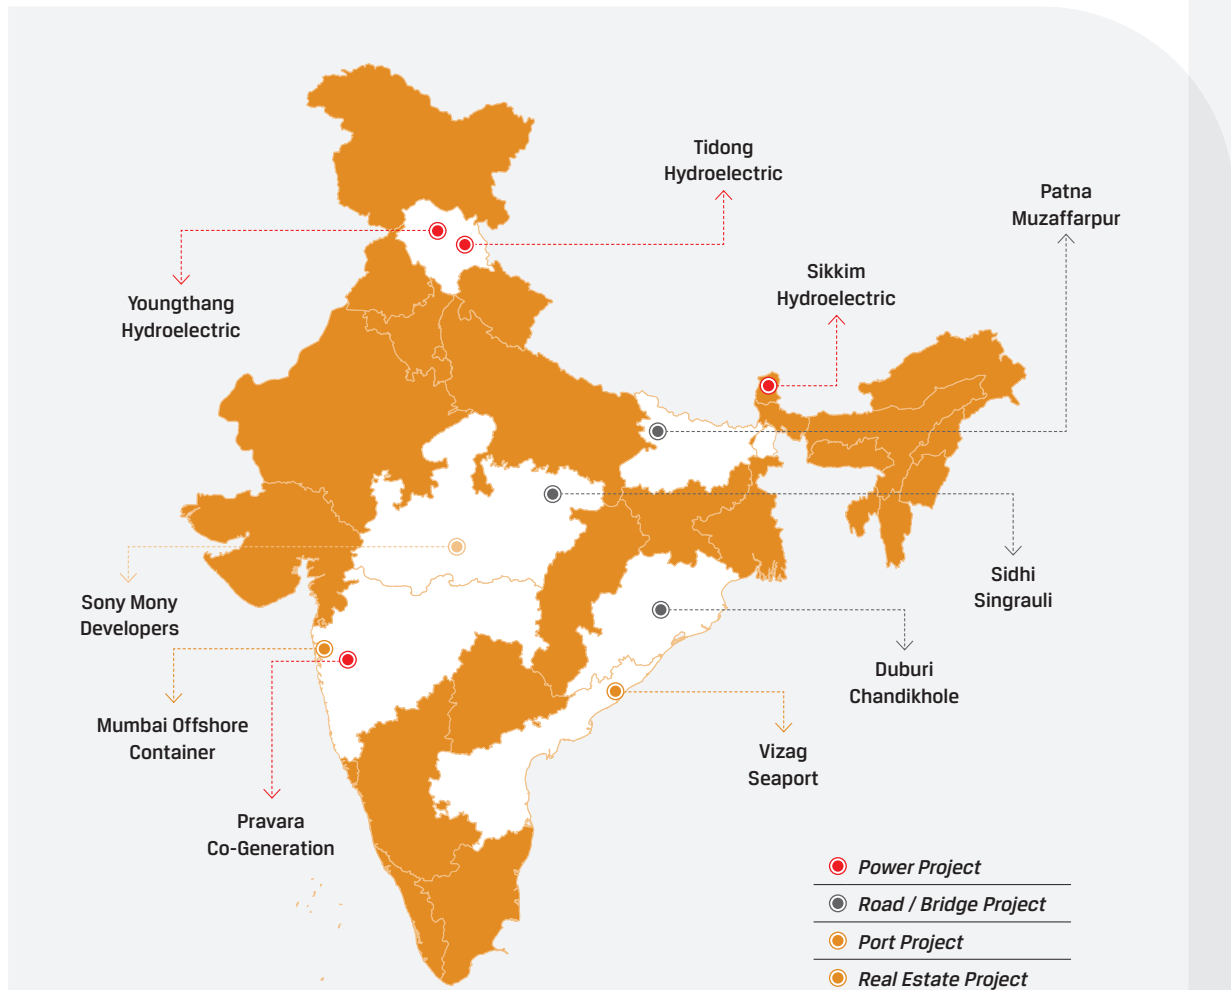 Tidong
Hydroelectric
Patna
Muzaffarpur
Sikkim
Hydroelectric
Youngthang
Hydroelectric
Sidhi
Singrauli
Sony Mony
Developers
Duburi
Chandikhole
Mumbai Offshore
Container
Vizag
Seaport
Pravara
Co-Generation
Power Project
Road / Bridge Project
Port Project
Real Estate Project